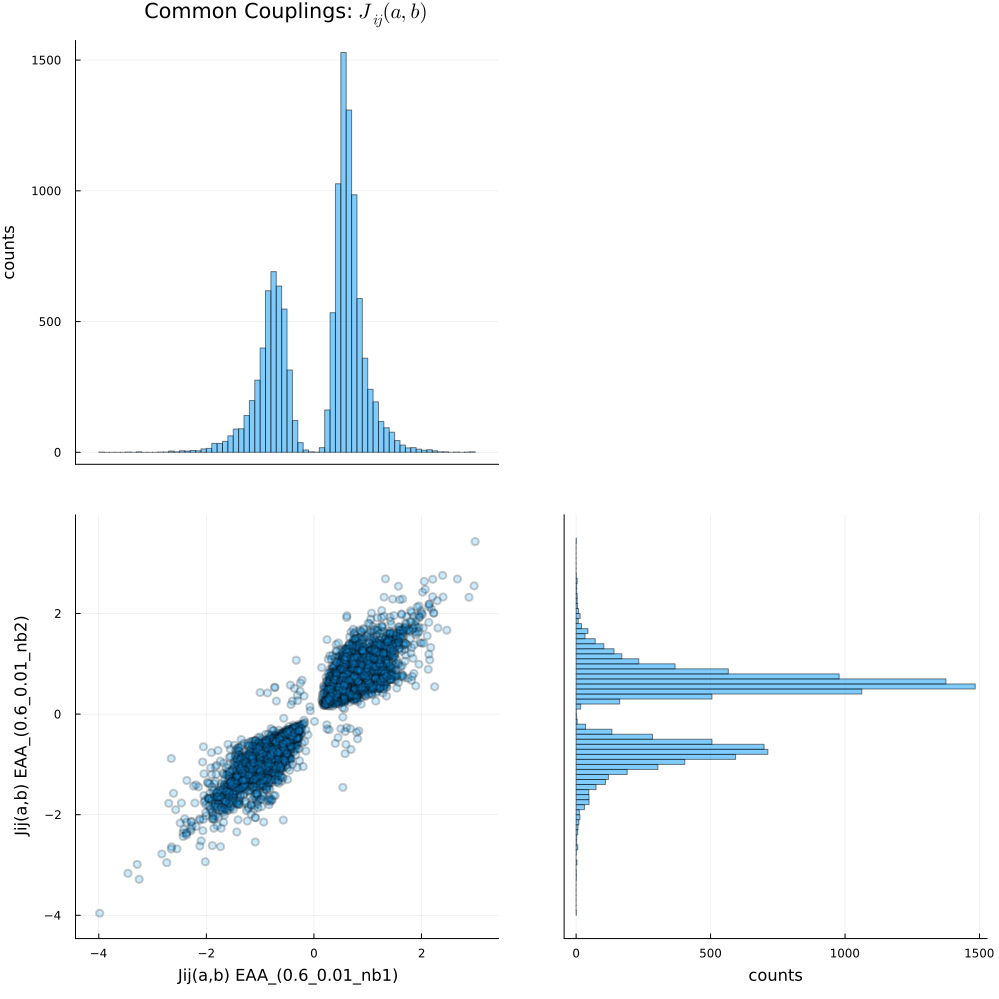 Common Couplings: J_ij(a, b)
1500
1000
500
0
counts
2
0
−2
−4
Jij(a,b) EAA_(0.6_0.01_nb2)
−4 −2 0 2
Jij(a,b) EAA_(0.6_0.01_nb1)
0 500 1000 1500
counts